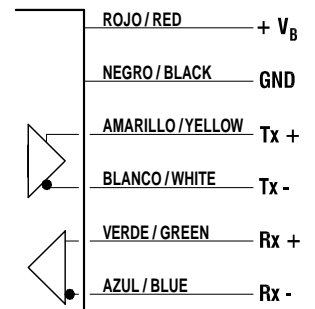 ROJO / RED + V_B
NEGRO / BLACK GND
AMARILLO / YELLOW Tx +
BLANCO / WHITE Tx -
VERDE / GREEN Rx +
AZUL / BLUE Rx -